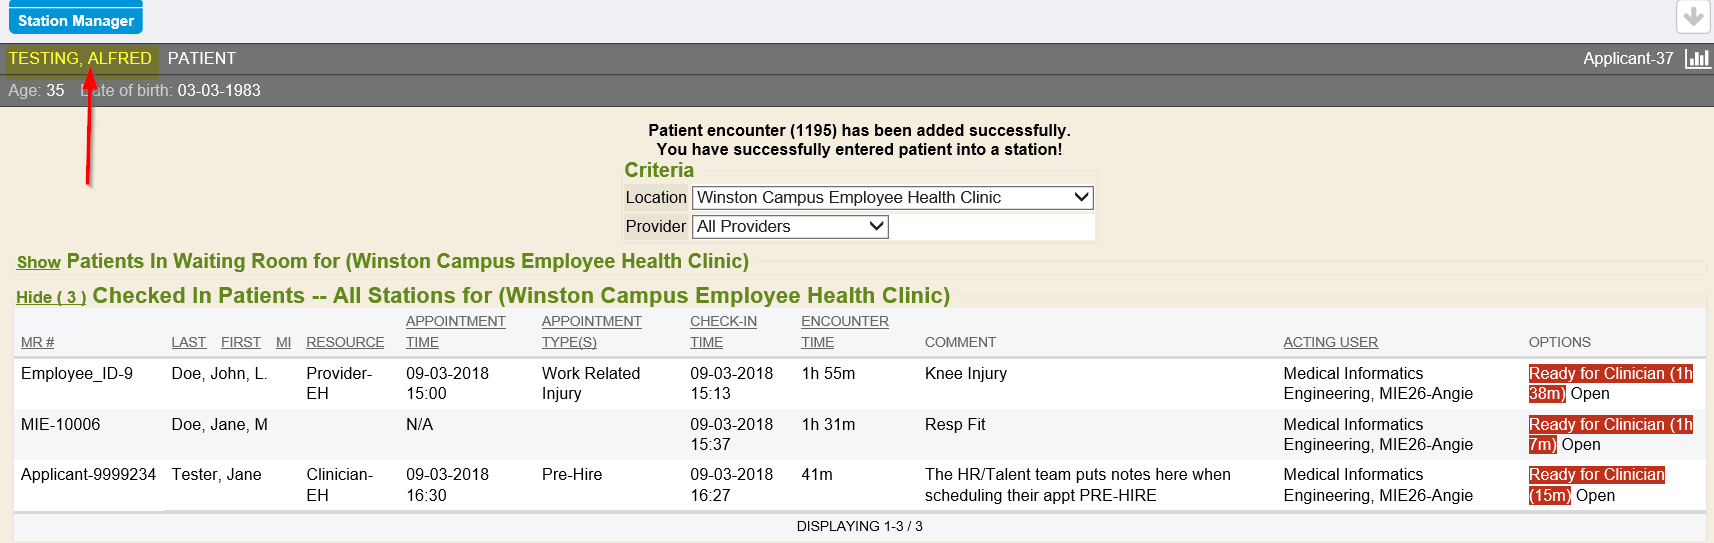 Station Manager
TESTING, ALFRED PATIENT Applicant-37
Age: 35 Date of birth: 03-03-1983
Patient encounter (1195) has been added successfully.
You have successfully entered patient into a station!
Criteria
Location Winston Campus Employee Health Clinic
Provider All Providers
Show Patients In Waiting Room for (Winston Campus Employee Health Clinic)
Hide ( 3 ) Checked In Patients -- All Stations for (Winston Campus Employee Health Clinic)
APPOINTMENT APPOINTMENT CHECK-IN ENCOUNTER
MR # LAST FIRST MI RESOURCE TIME TYPE(S) TIME TIME COMMENT ACTING USER OPTIONS
Employee_ID-9 Doe, John, L. Provider- 09-03-2018 Work Related 09-03-2018 1h 55m Knee Injury Medical Informatics Ready for Clinician (1h
EH 15:00 Injury 15:13 Engineering, MIE26-Angie 38m) Open
MIE-10006 Doe, Jane, M N/A 09-03-2018 1h 31m Resp Fit Medical Informatics Ready for Clinician (1h
15:37 Engineering, MIE26-Angie 7m) Open
Applicant-9999234 Tester, Jane Clinician- 09-03-2018 Pre-Hire 09-03-2018 41m The HR/Talent team puts notes here when Medical Informatics Ready for Clinician
EH 16:30 16:27 scheduling their appt PRE-HIRE Engineering, MIE26-Angie (15m) Open
DISPLAYING 1-3 / 3